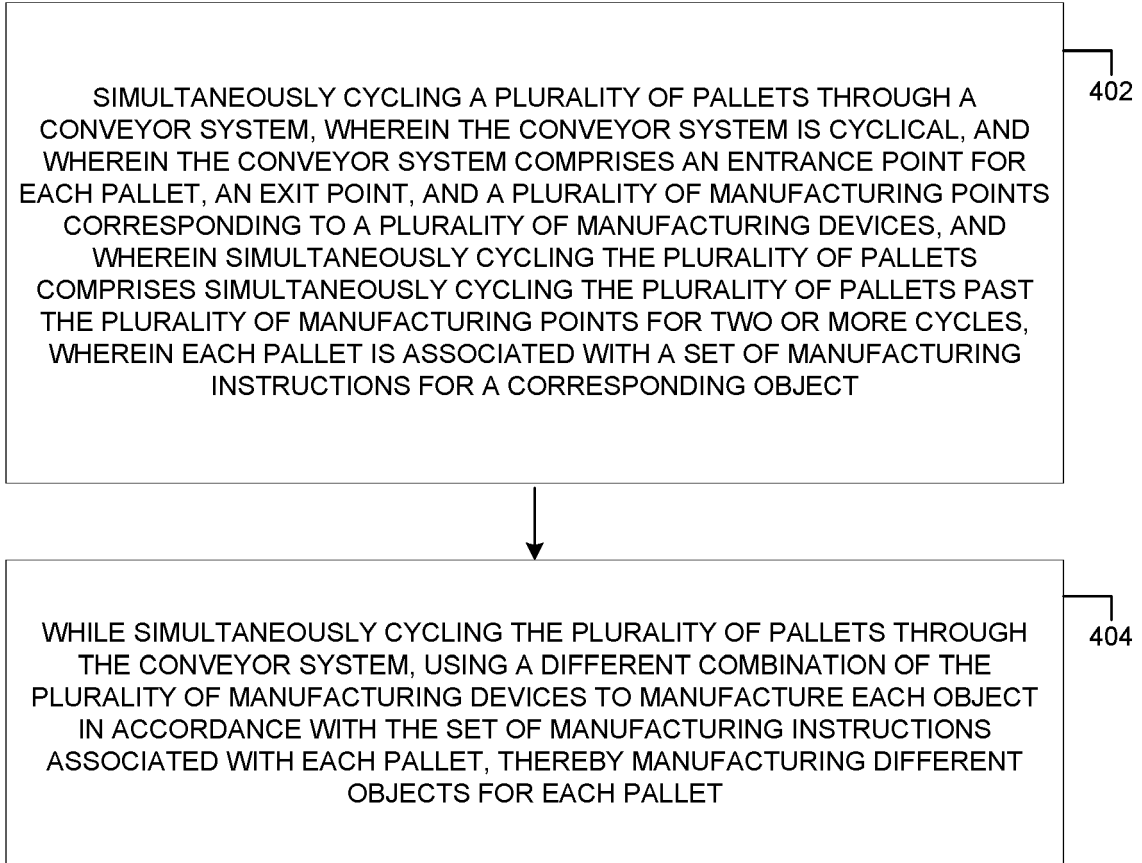 SIMULTANEOUSLY CYCLING A PLURALITY OF PALLETS THROUGH A
CONVEYOR SYSTEM, WHEREIN THE CONVEYOR SYSTEM IS CYCLICAL, AND
WHEREIN THE CONVEYOR SYSTEM COMPRISES AN ENTRANCE POINT FOR
EACH PALLET, AN EXIT POINT, AND A PLURALITY OF MANUFACTURING POINTS
CORRESPONDING TO A PLURALITY OF MANUFACTURING DEVICES, AND
WHEREIN SIMULTANEOUSLY CYCLING THE PLURALITY OF PALLETS
COMPRISES SIMULTANEOUSLY CYCLING THE PLURALITY OF PALLETS PAST
THE PLURALITY OF MANUFACTURING POINTS FOR TWO OR MORE CYCLES,
WHEREIN EACH PALLET IS ASSOCIATED WITH A SET OF MANUFACTURING
INSTRUCTIONS FOR A CORRESPONDING OBJECT
402
WHILE SIMULTANEOUSLY CYCLING THE PLURALITY OF PALLETS THROUGH
THE CONVEYOR SYSTEM, USING A DIFFERENT COMBINATION OF THE
PLURALITY OF MANUFACTURING DEVICES TO MANUFACTURE EACH OBJECT
IN ACCORDANCE WITH THE SET OF MANUFACTURING INSTRUCTIONS
ASSOCIATED WITH EACH PALLET, THEREBY MANUFACTURING DIFFERENT
OBJECTS FOR EACH PALLET
404